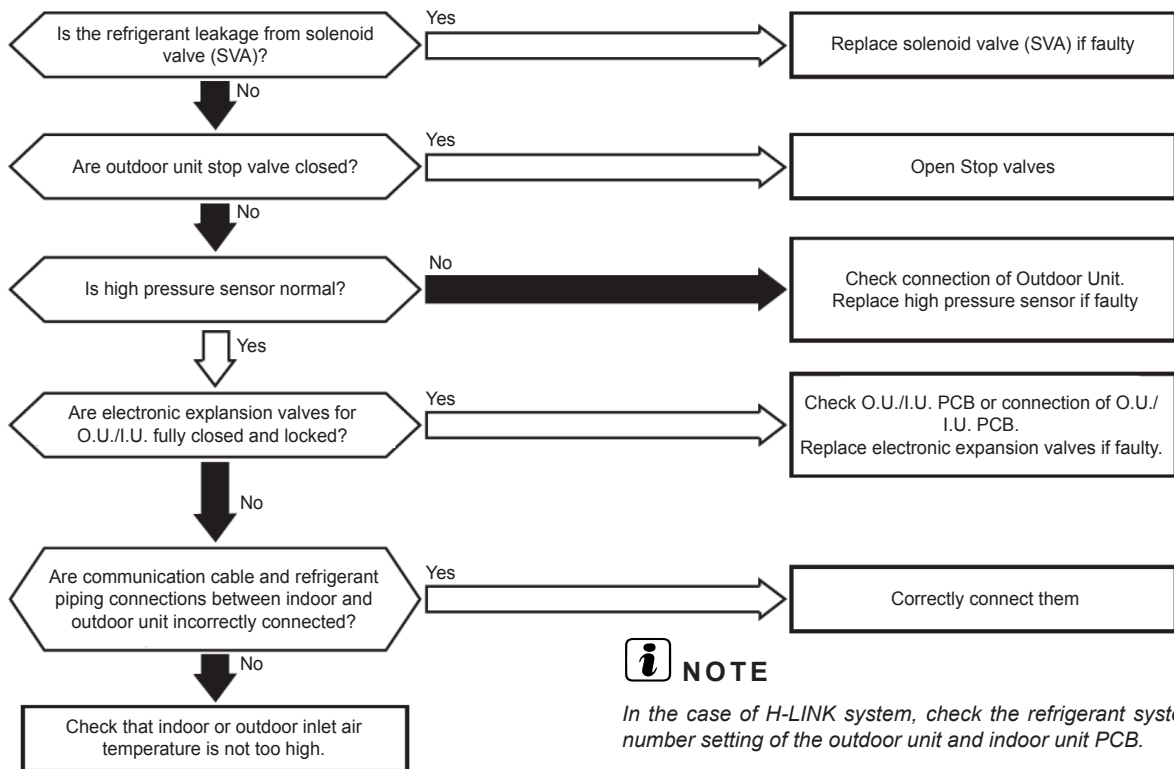 Yes
Is the refrigerant leakage from solenoid
valve (SVA)?
Replace solenoid valve (SVA) if faulty
No
Yes
Are outdoor unit stop valve closed?
Open Stop valves
No
No
Is high pressure sensor normal?
Check connection of Outdoor Unit.
Replace high pressure sensor if faulty
Yes
Yes
Are electronic explansion valves for
O.U./I.U. fully closed and locked?
Check O.U./I.U. PCB or connection of O.U./
I.U. PCB.
Replace electronic expansion valves if faulty.
No
Yes
Are communication cable and refrigerant
piping connections between indoor and
outdoor unit incorrectly connected?
Correctly connect them
No
Check that indoor or outdoor inlet air
temperature is not too high.
i NOTE
In the case of H-LINK system, check the refrigerant syste
number setting of the outdoor unit and indoor unit PCB.